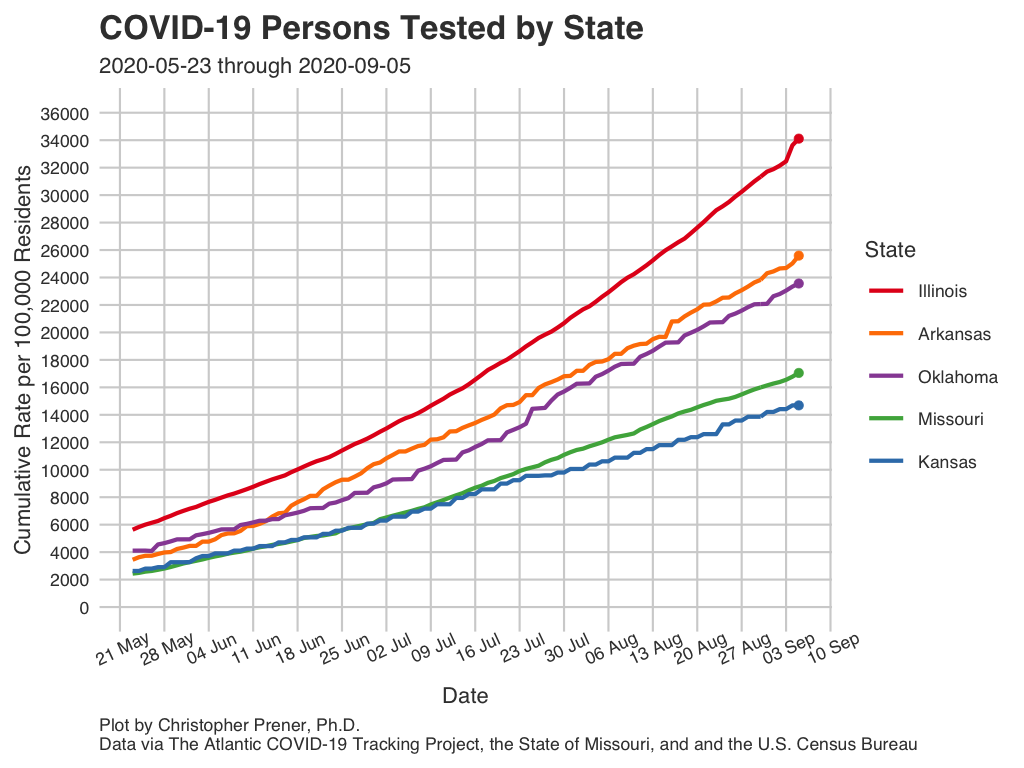 COVID-19 Persons Tested by State
2020-05-23 through 2020-09-05
Cumulative Rate per 100,000 Residents
36000
34000
32000
30000
28000
26000
24000
22000
20000
18000
16000
14000
12000
10000
8000
6000
4000
2000
0
21 May
28 May
04 Jun
11 Jun
18 Jun
25 Jun
02 Jul
09 Jul
16 Jul
23 Jul
30 Jul
06 Aug
13 Aug
20 Aug
27 Aug
03 Sep
10 Sep
Date
State
Illinois
Arkansas
Oklahoma
Missouri
Kansas
Plot by Christopher Prener, Ph.D.
Data via The Atlantic COVID-19 Tracking Project, the State of Missouri, and and the U.S. Census Bureau